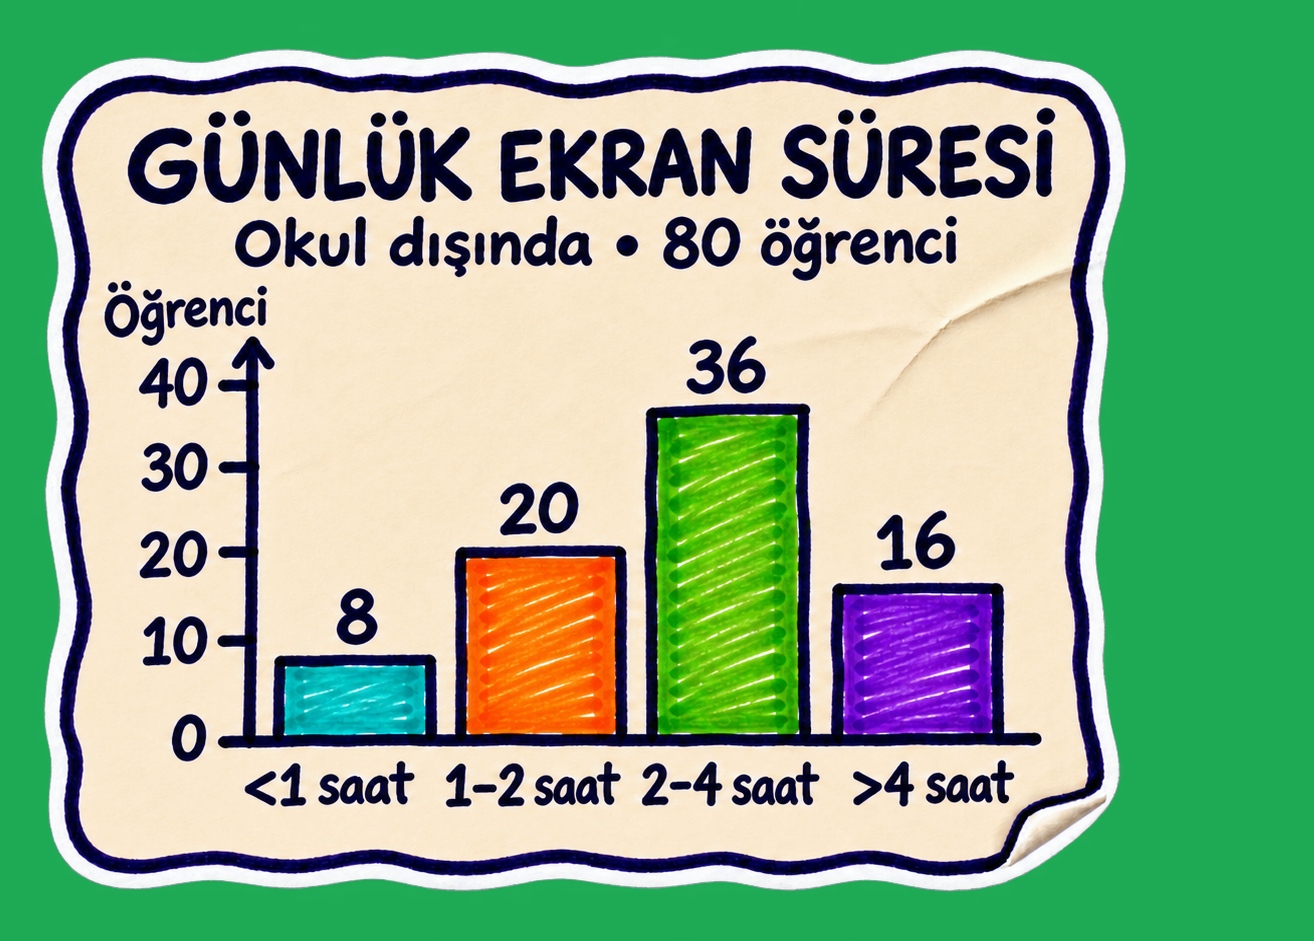 GÜNLÜK EKRAN SÜRESİ
Okul dışında • 80 öğrenci
Öğrenci
40
30
20
10
0
8
20
36
16
<1 saat 1-2 saat 2-4 saat >4 saat